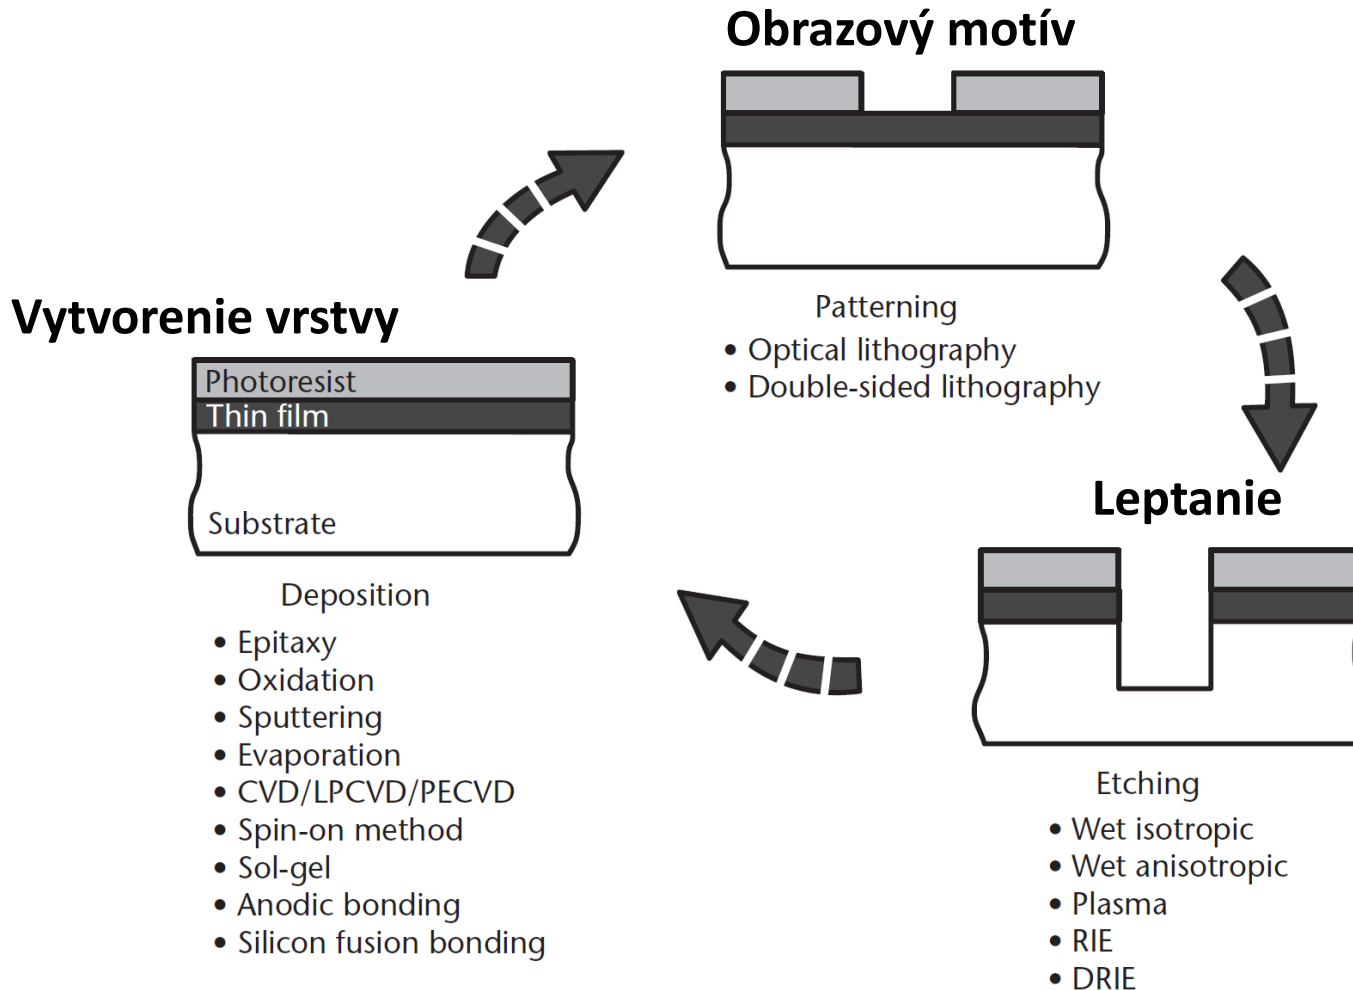 Obrazový motív
Patterning
• Optical lithography
• Double-sided lithography
Vytvorenie vrstvy
Photoresist
Thin film
Substrate
Deposition
• Epitaxy
• Oxidation
• Sputtering
• Evaporation
• CVD/LPCVD/PECVD
• Spin-on method
• Sol-gel
• Anodic bonding
• Silicon fusion bonding
Leptanie
Etching
• Wet isotropic
• Wet anisotropic
• Plasma
• RIE
• DRIE